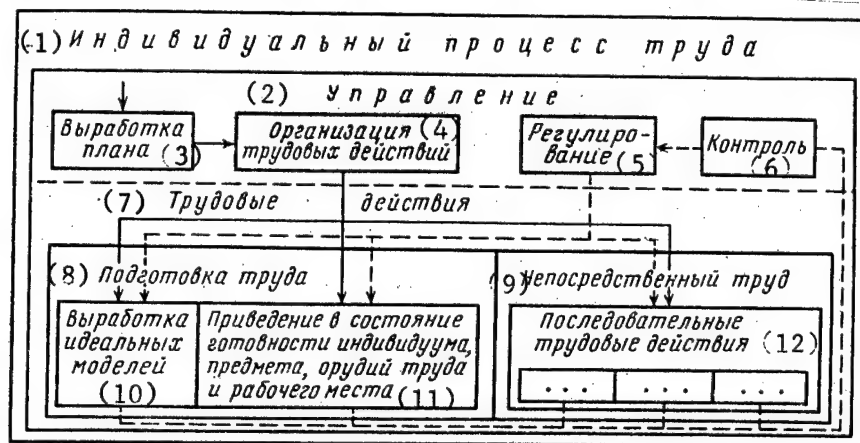 (1) Индивидуальный процесс труда
(2) Управление
Выработка
плана (3)
Организация (4)
трудовых действий
Регулиро-
вание (5)
Контроль
(6)
(7) Трудовые действия
(8) Подготовка труда
(9) Непосредственный труд
Выработка
идеальных
моделей
(10)
Приведение в состояние
готовности индивидуума,
предмета, орудий труда
и рабочего места (11)
Последовательные
трудовые действия (12)
... ... ...